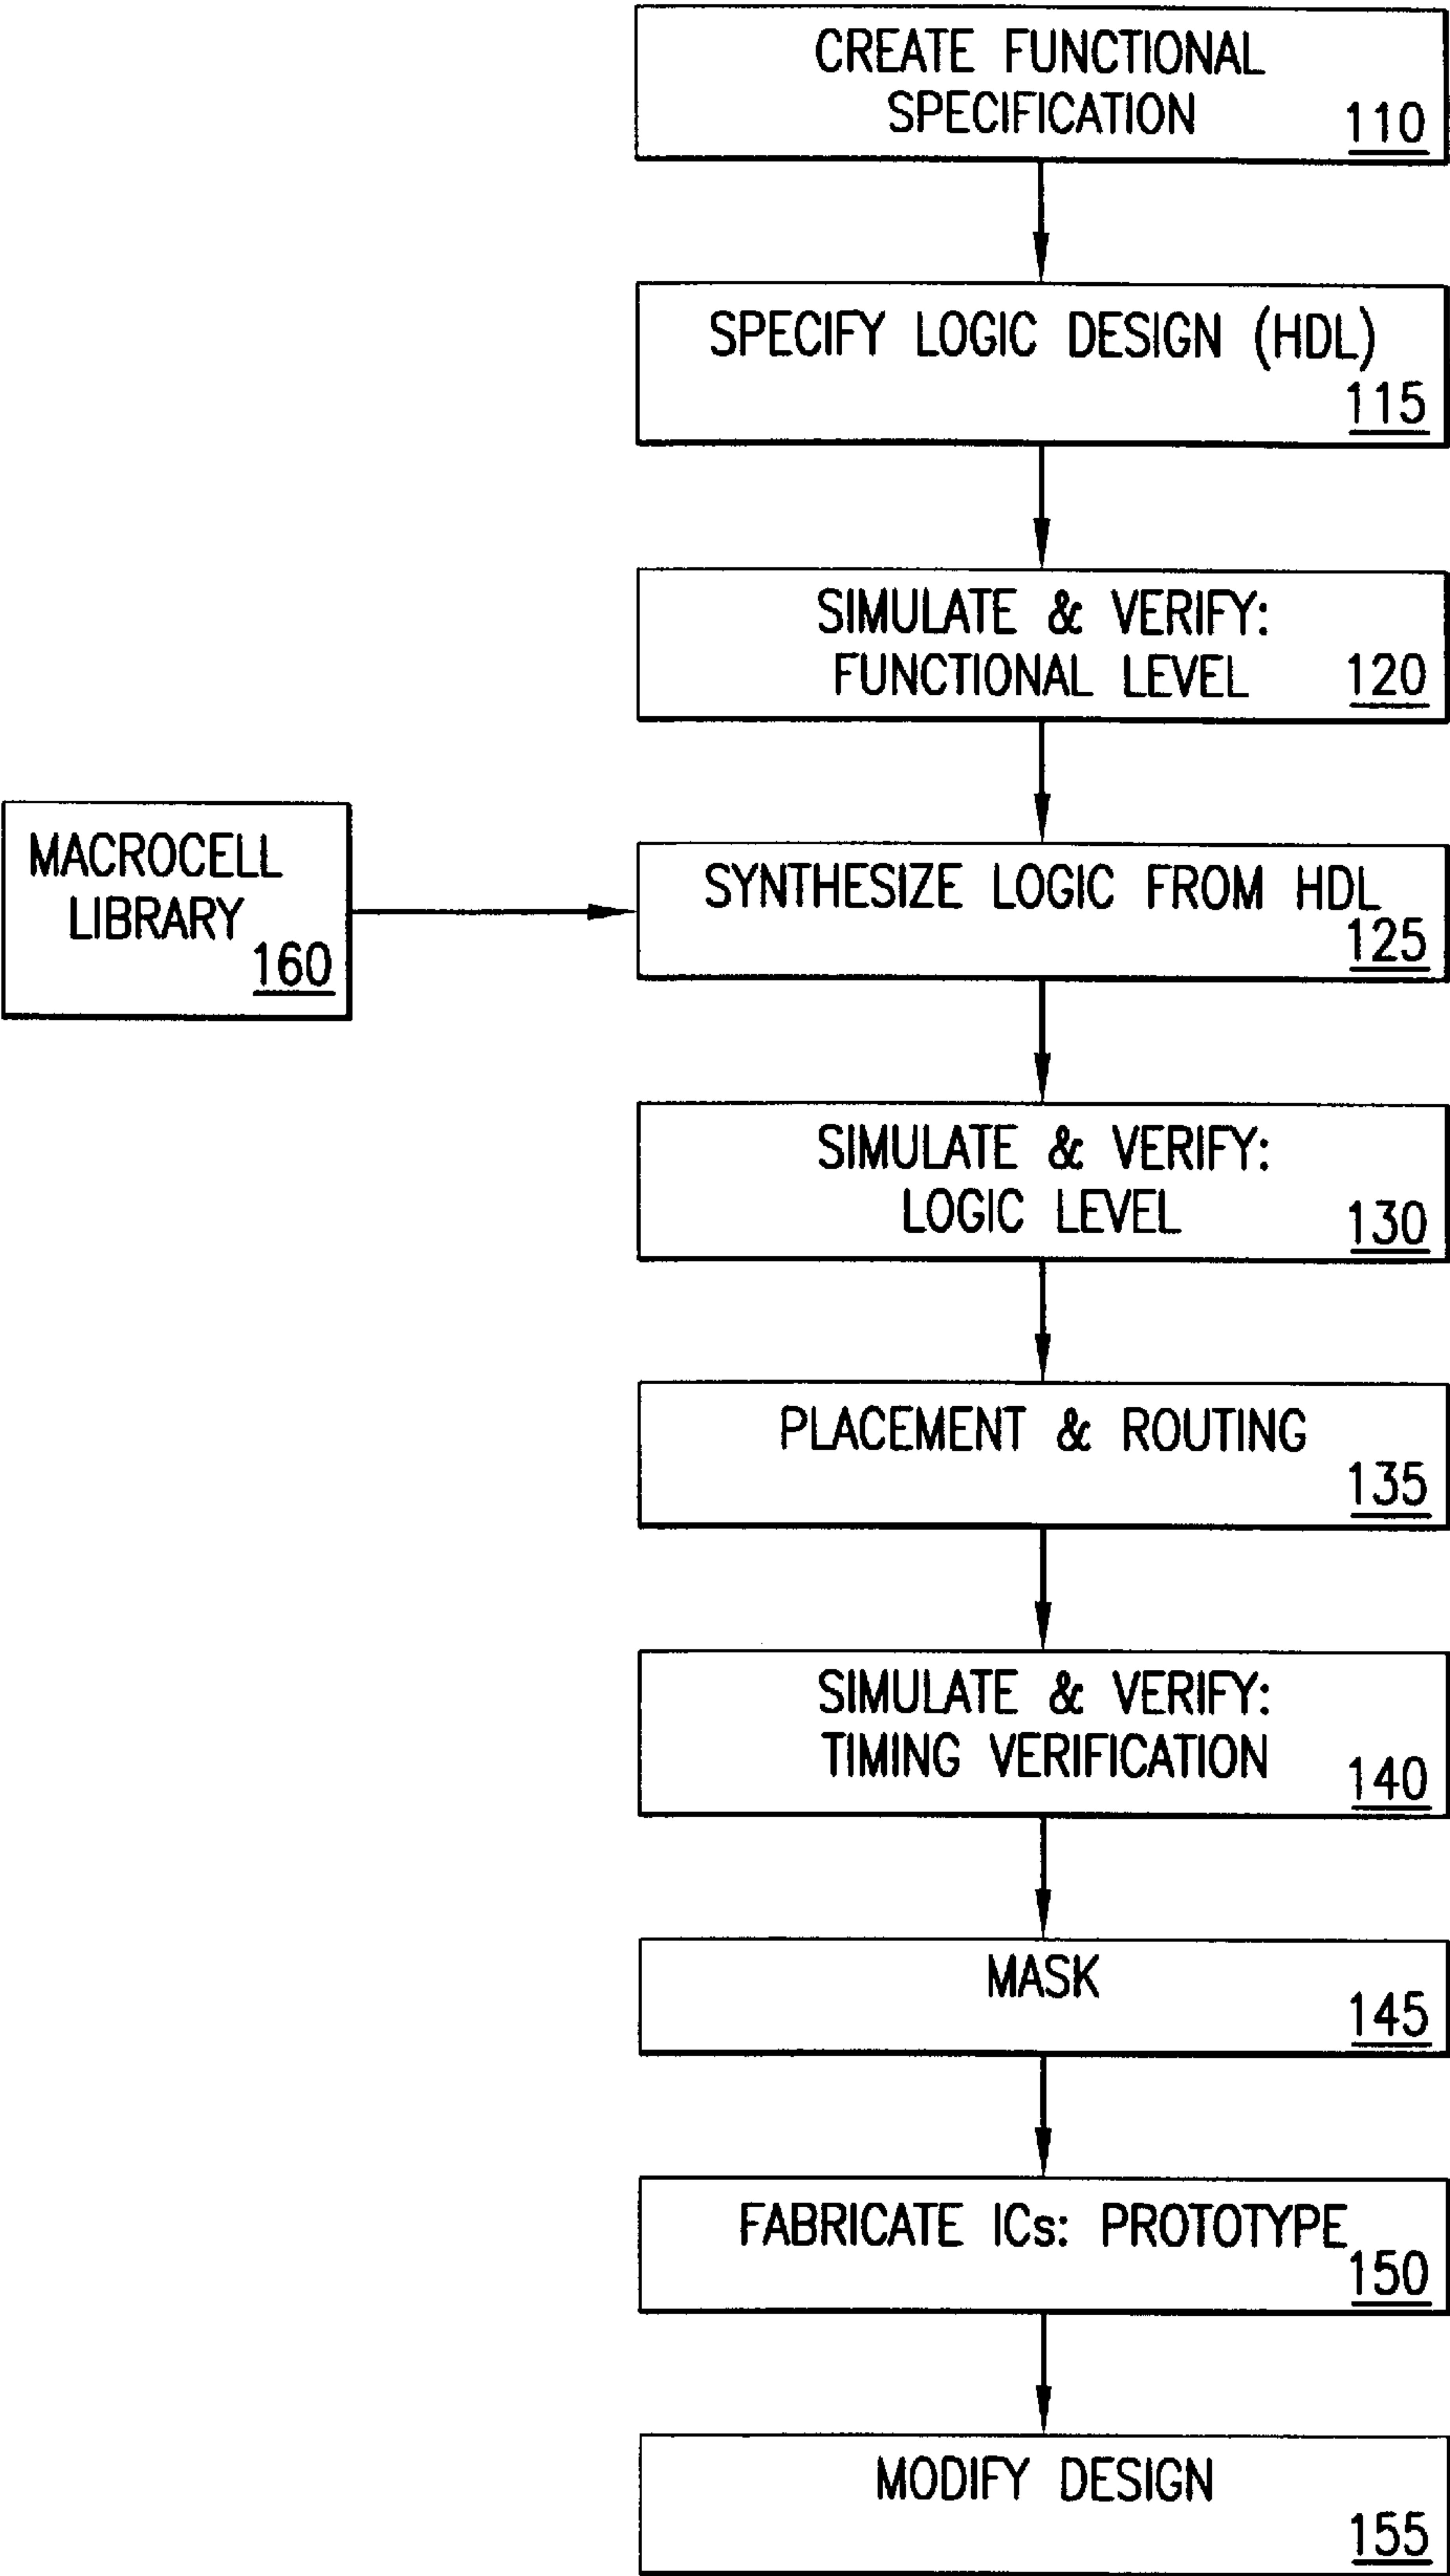 CREATE FUNCTIONAL
SPECIFICATION
110
SPECIFY LOGIC DESIGN (HDL)
115
SIMULATE & VERIFY:
FUNCTIONAL LEVEL
120
MACROCELL
LIBRARY
160
SYNTHESIZE LOGIC FROM HDL
125
SIMULATE & VERIFY:
LOGIC LEVEL
130
PLACEMENT & ROUTING
135
SIMULATE & VERIFY:
TIMING VERIFICATION
140
MASK
145
FABRICATE ICs: PROTOTYPE
150
MODIFY DESIGN
155